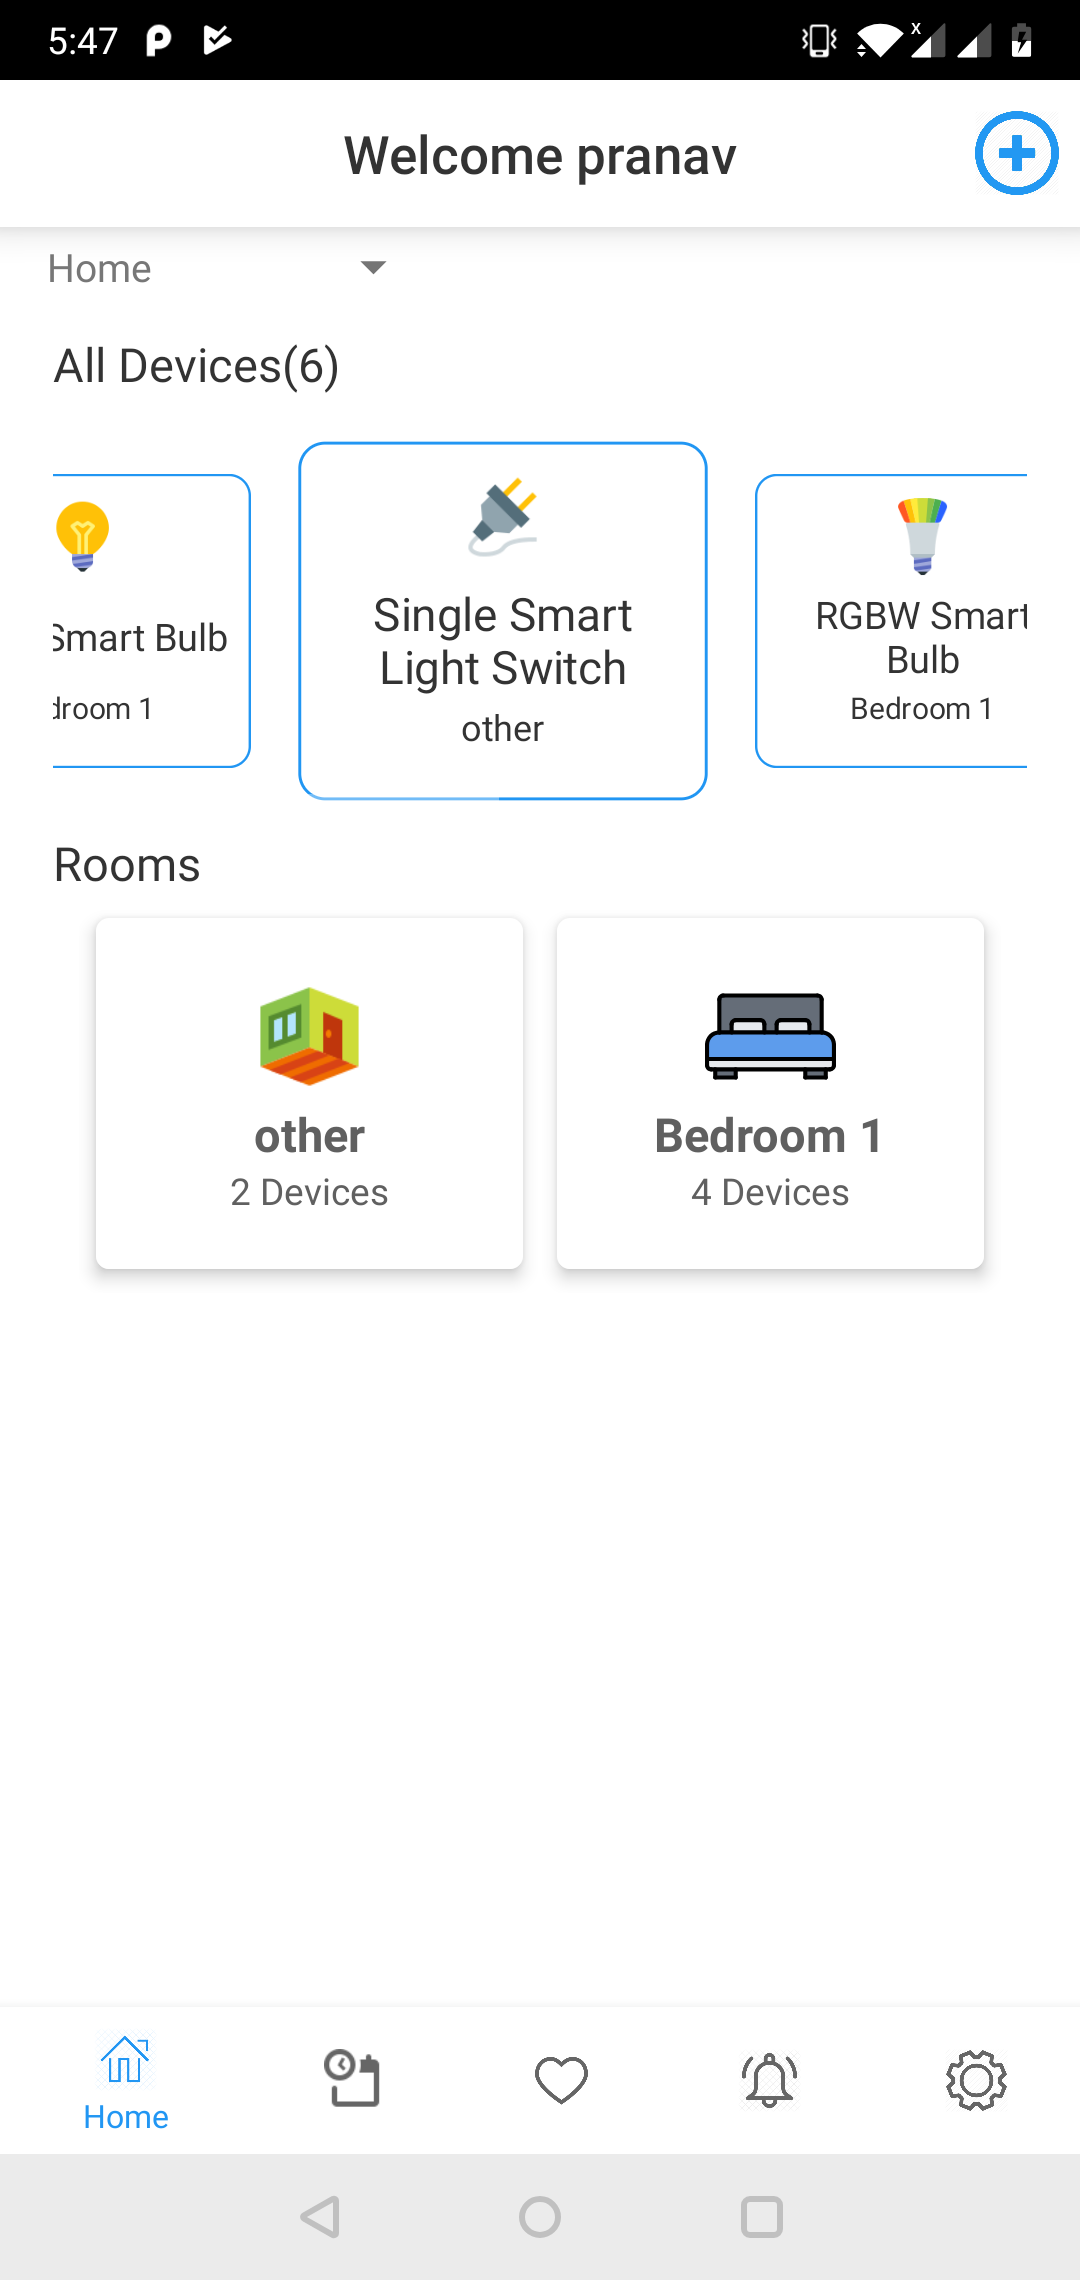 5:47
Welcome pranav
Home
All Devices(6)
Smart Bulb
droom 1
Single Smart
Light Switch
other
RGBW Smart
Bulb
Bedroom 1
Rooms
other
2 Devices
Bedroom 1
4 Devices
Home